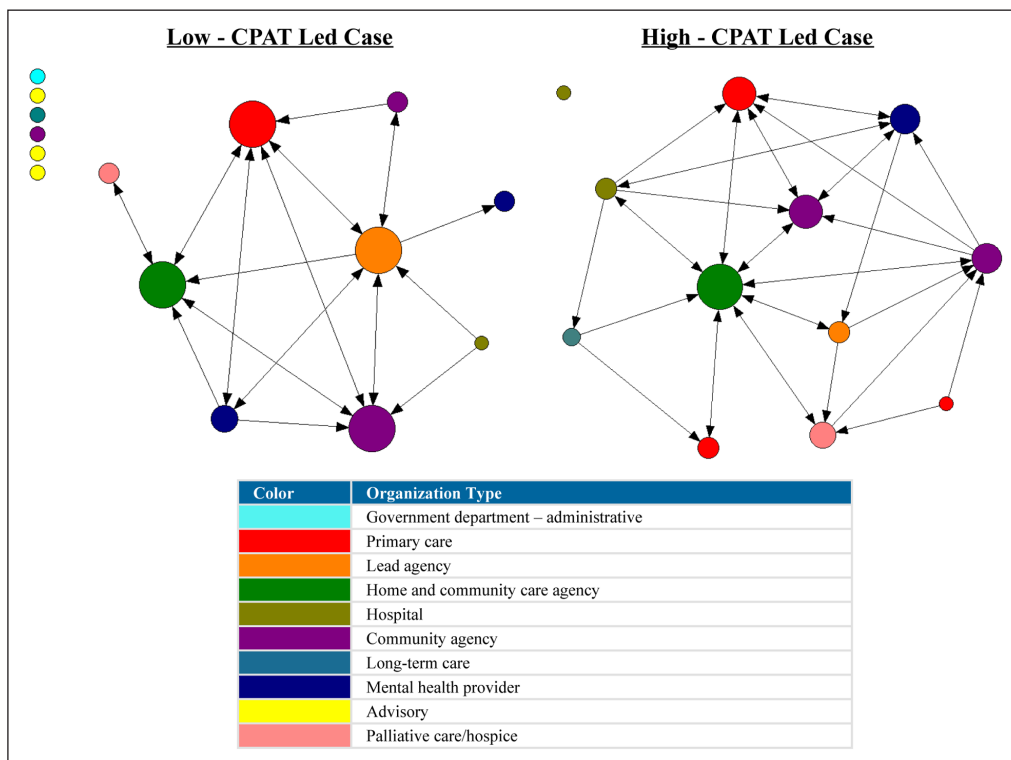 Low - CPAT Led Case
High - CPAT Led Case
Color Organization Type
Government department – administrative
Primary care
Lead agency
Home and community care agency
Hospital
Community agency
Long-term care
Mental health provider
Advisory
Palliative care/hospice